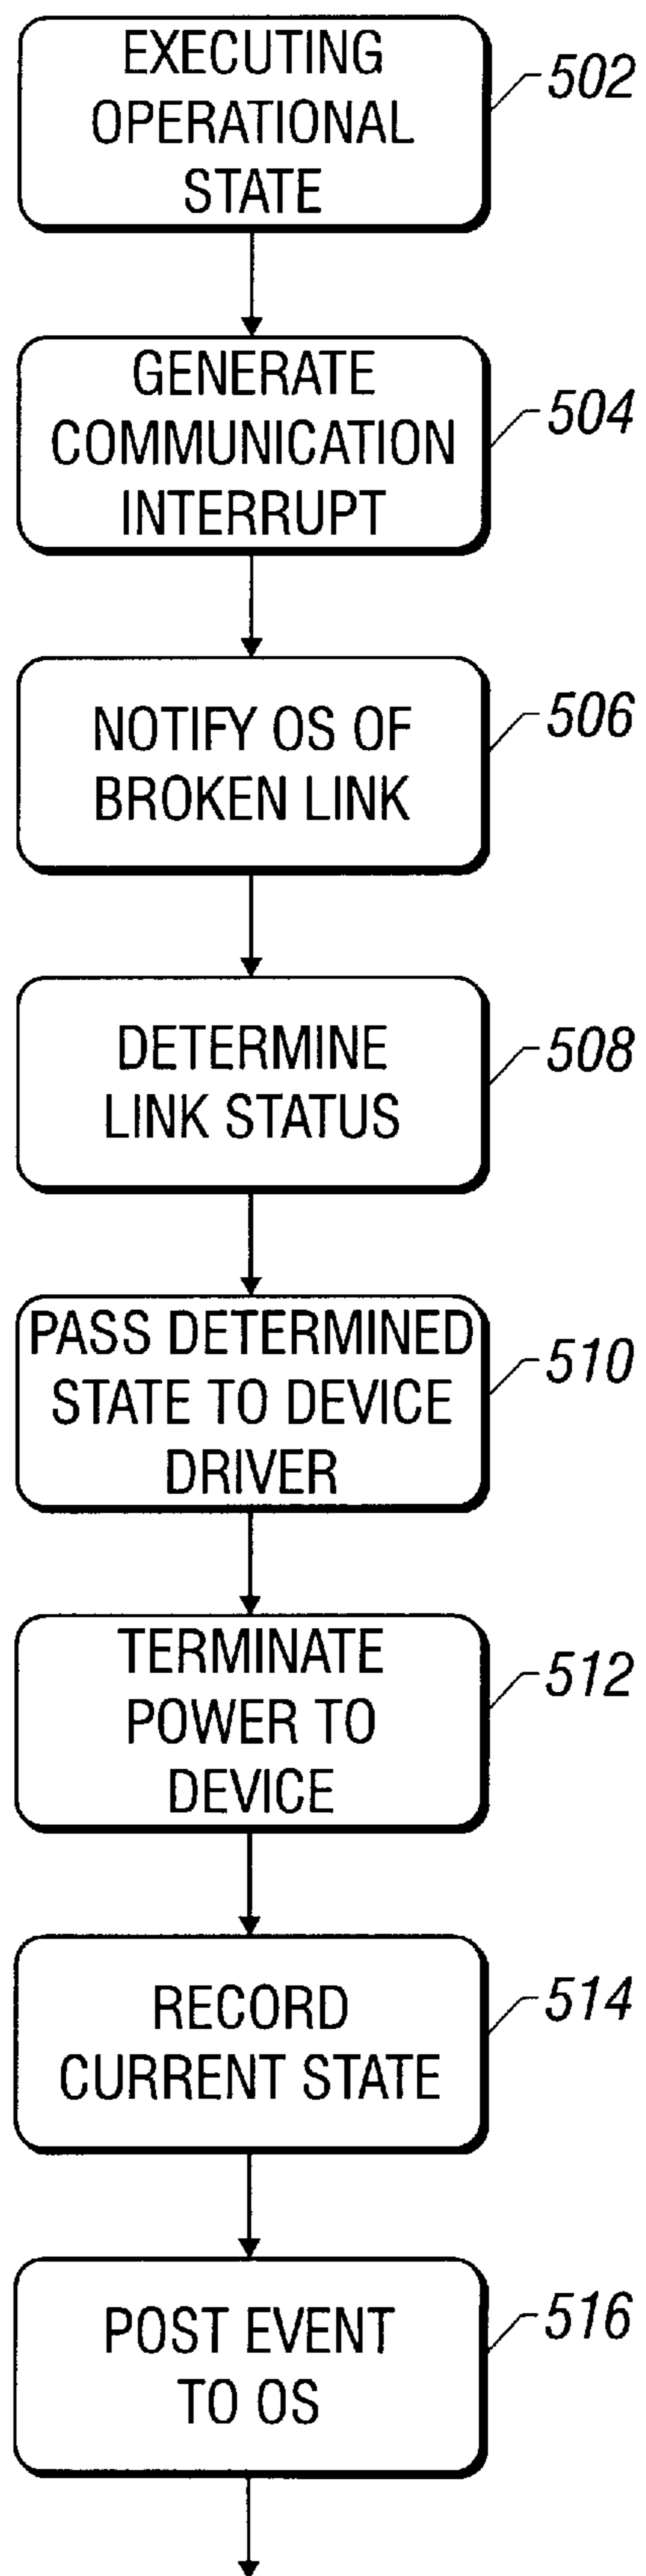 EXECUTING
OPERATIONAL
STATE
502
GENERATE
COMMUNICATION
INTERRUPT
504
NOTIFY OS OF
BROKEN LINK
506
DETERMINE
LINK STATUS
508
PASS DETERMINED
STATE TO DEVICE
DRIVER
510
TERMINATE
POWER TO
DEVICE
512
RECORD
CURRENT STATE
514
POST EVENT
TO OS
516